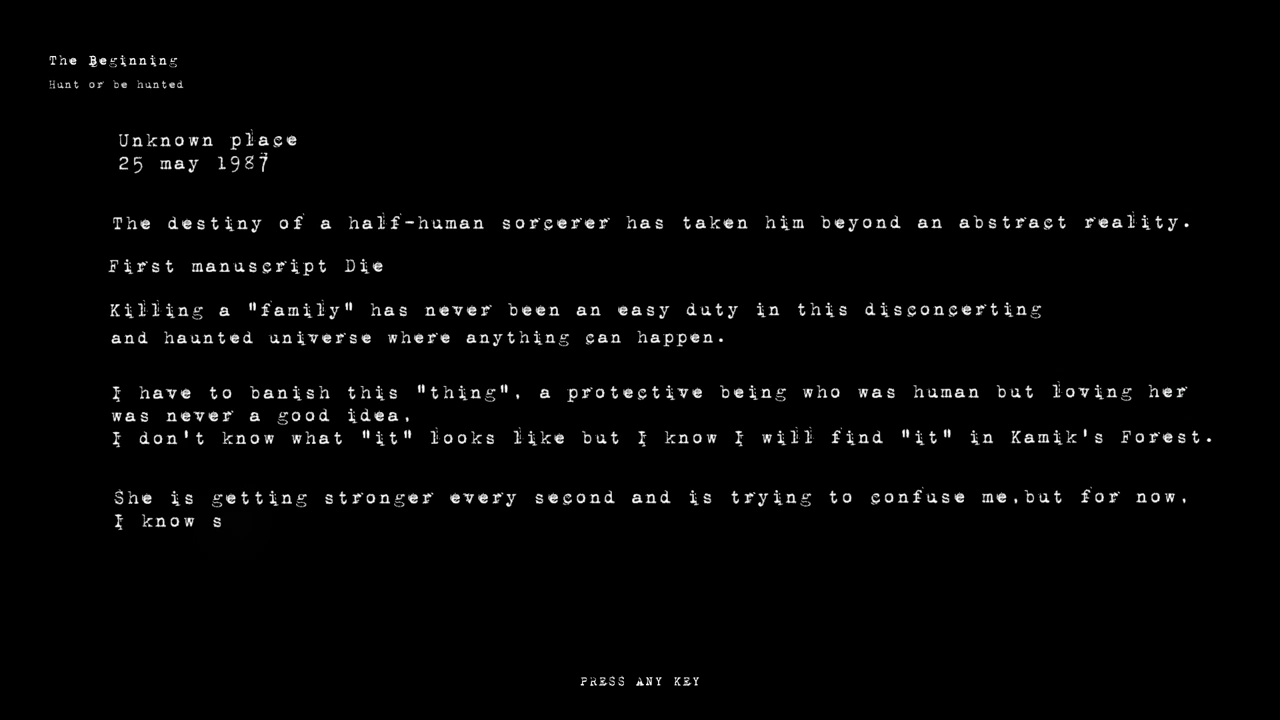 The Beginning
Hunt or be hunted
Unknown place
25 may 1987
The destiny of a half-human sorcerer has taken him beyond an abstract reality.
First manuscript Die
Killing a "family" has never been an easy duty in this disconcerting
and haunted universe where anything can happen.
I have to banish this "thing", a protective being who was human but loving her
was never a good idea,
I don't know what "it" looks like but I know I will find "it" in Kamik's Forest.
She is getting stronger every second and is trying to confuse me,but for now,
I know s
PRESS ANY KEY